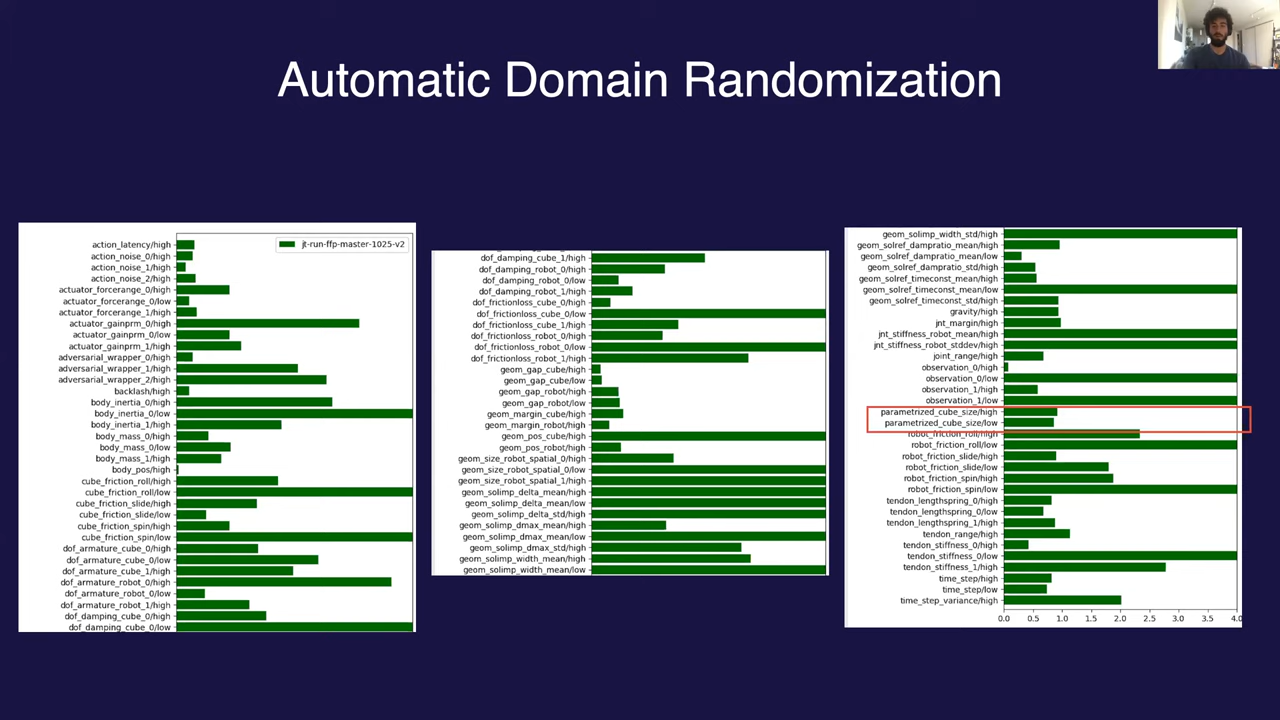 Automatic Domain Randomization
jt-run-ffp-master-1025-v2
action_latency/high
action_noise_0/high
action_noise_1/high
action_noise_2/high
actuator_forcerange_0/high
actuator_forcerange_0/low
actuator_forcerange_1/high
actuator_gainprm_0/high
actuator_gainprm_0/low
actuator_gainprm_1/high
adversarial_wrapper_0/high
adversarial_wrapper_1/high
adversarial_wrapper_2/high
backlash/high
body_inertia_0/high
body_inertia_0/low
body_inertia_1/high
body_mass_0/high
body_mass_0/low
body_mass_1/high
body_pos/high
cube_friction_roll/high
cube_friction_roll/low
cube_friction_slide/high
cube_friction_slide/low
cube_friction_spin/high
cube_friction_spin/low
dof_armature_cube_0/high
dof_armature_cube_0/low
dof_armature_cube_1/high
dof_armature_robot_0/high
dof_armature_robot_0/low
dof_armature_robot_1/high
dof_damping_cube_0/high
dof_damping_cube_0/low
dof_damping_cube_1/high
dof_damping_robot_0/high
dof_damping_robot_0/low
dof_damping_robot_1/high
dof_frictionloss_cube_0/high
dof_frictionloss_cube_0/low
dof_frictionloss_cube_1/high
dof_frictionloss_robot_0/high
dof_frictionloss_robot_0/low
dof_frictionloss_robot_1/high
geom_gap_cube/high
geom_gap_cube/low
geom_gap_robot/high
geom_gap_robot/low
geom_margin_cube/high
geom_margin_robot/high
geom_pos_cube/high
geom_pos_robot/high
geom_size_robot_spatial_0/high
geom_size_robot_spatial_0/low
geom_size_robot_spatial_1/high
geom_solimp_delta_mean/high
geom_solimp_delta_mean/low
geom_solimp_delta_std/high
geom_solimp_dmax_mean/high
geom_solimp_dmax_mean/low
geom_solimp_dmax_std/high
geom_solimp_width_mean/high
geom_solimp_width_mean/low
geom_solimp_width_std/high
geom_solref_dampratio_mean/high
geom_solref_dampratio_mean/low
geom_solref_dampratio_std/high
geom_solref_timeconst_mean/high
geom_solref_timeconst_mean/low
geom_solref_timeconst_std/high
gravity/high
jnt_margin/high
jnt_stiffness_robot_mean/high
jnt_stiffness_robot_stddev/high
joint_range/high
observation_0/high
observation_0/low
observation_1/high
observation_1/low
parametrized_cube_size/high
parametrized_cube_size/low
robot_friction_roll/high
robot_friction_roll/low
robot_friction_slide/high
robot_friction_slide/low
robot_friction_spin/high
robot_friction_spin/low
tendon_lengthspring_0/high
tendon_lengthspring_0/low
tendon_lengthspring_1/high
tendon_range/high
tendon_stiffness_0/high
tendon_stiffness_0/low
tendon_stiffness_1/high
time_step/high
time_step/low
time_step_variance/high
0.0 0.5 1.0 1.5 2.0 2.5 3.0 3.5 4.0